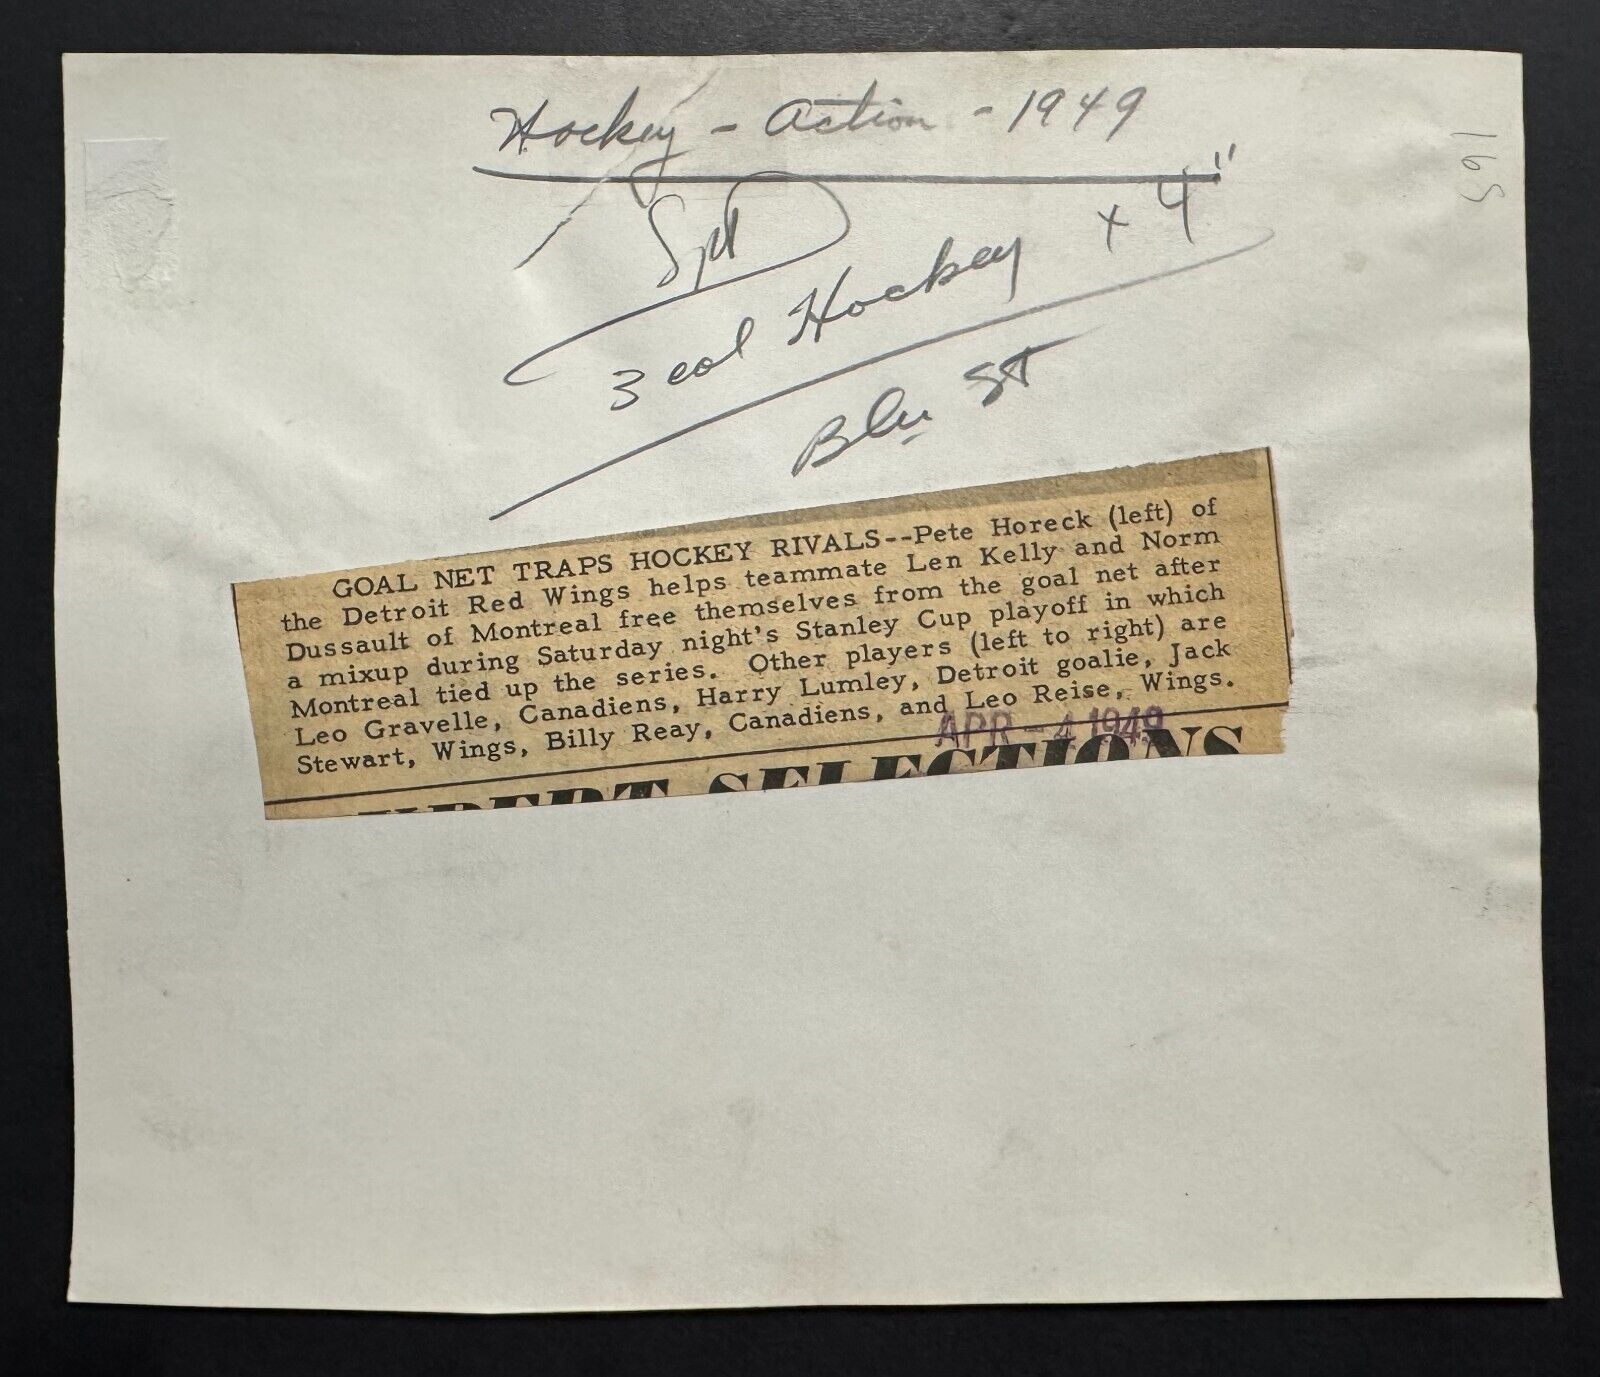 Hockey - Action - 1949
165
3 col Hockey x 4"
Blu St
GOAL NET TRAPS HOCKEY RIVALS--Pete Horeck (left) of
the Detroit Red Wings helps teammate Len Kelly and Norm
Dussault of Montreal free themselves from the goal net after
a mixup during Saturday night's Stanley Cup playoff in which
Montreal tied up the series. Other players (left to right) are
Leo Gravelle, Canadiens, Harry Lumley, Detroit goalie, Jack
Stewart, Wings, Billy Reay, Canadiens, and Leo Reise, Wings.
APR - 4 1949
EXPERT SELECTIONS